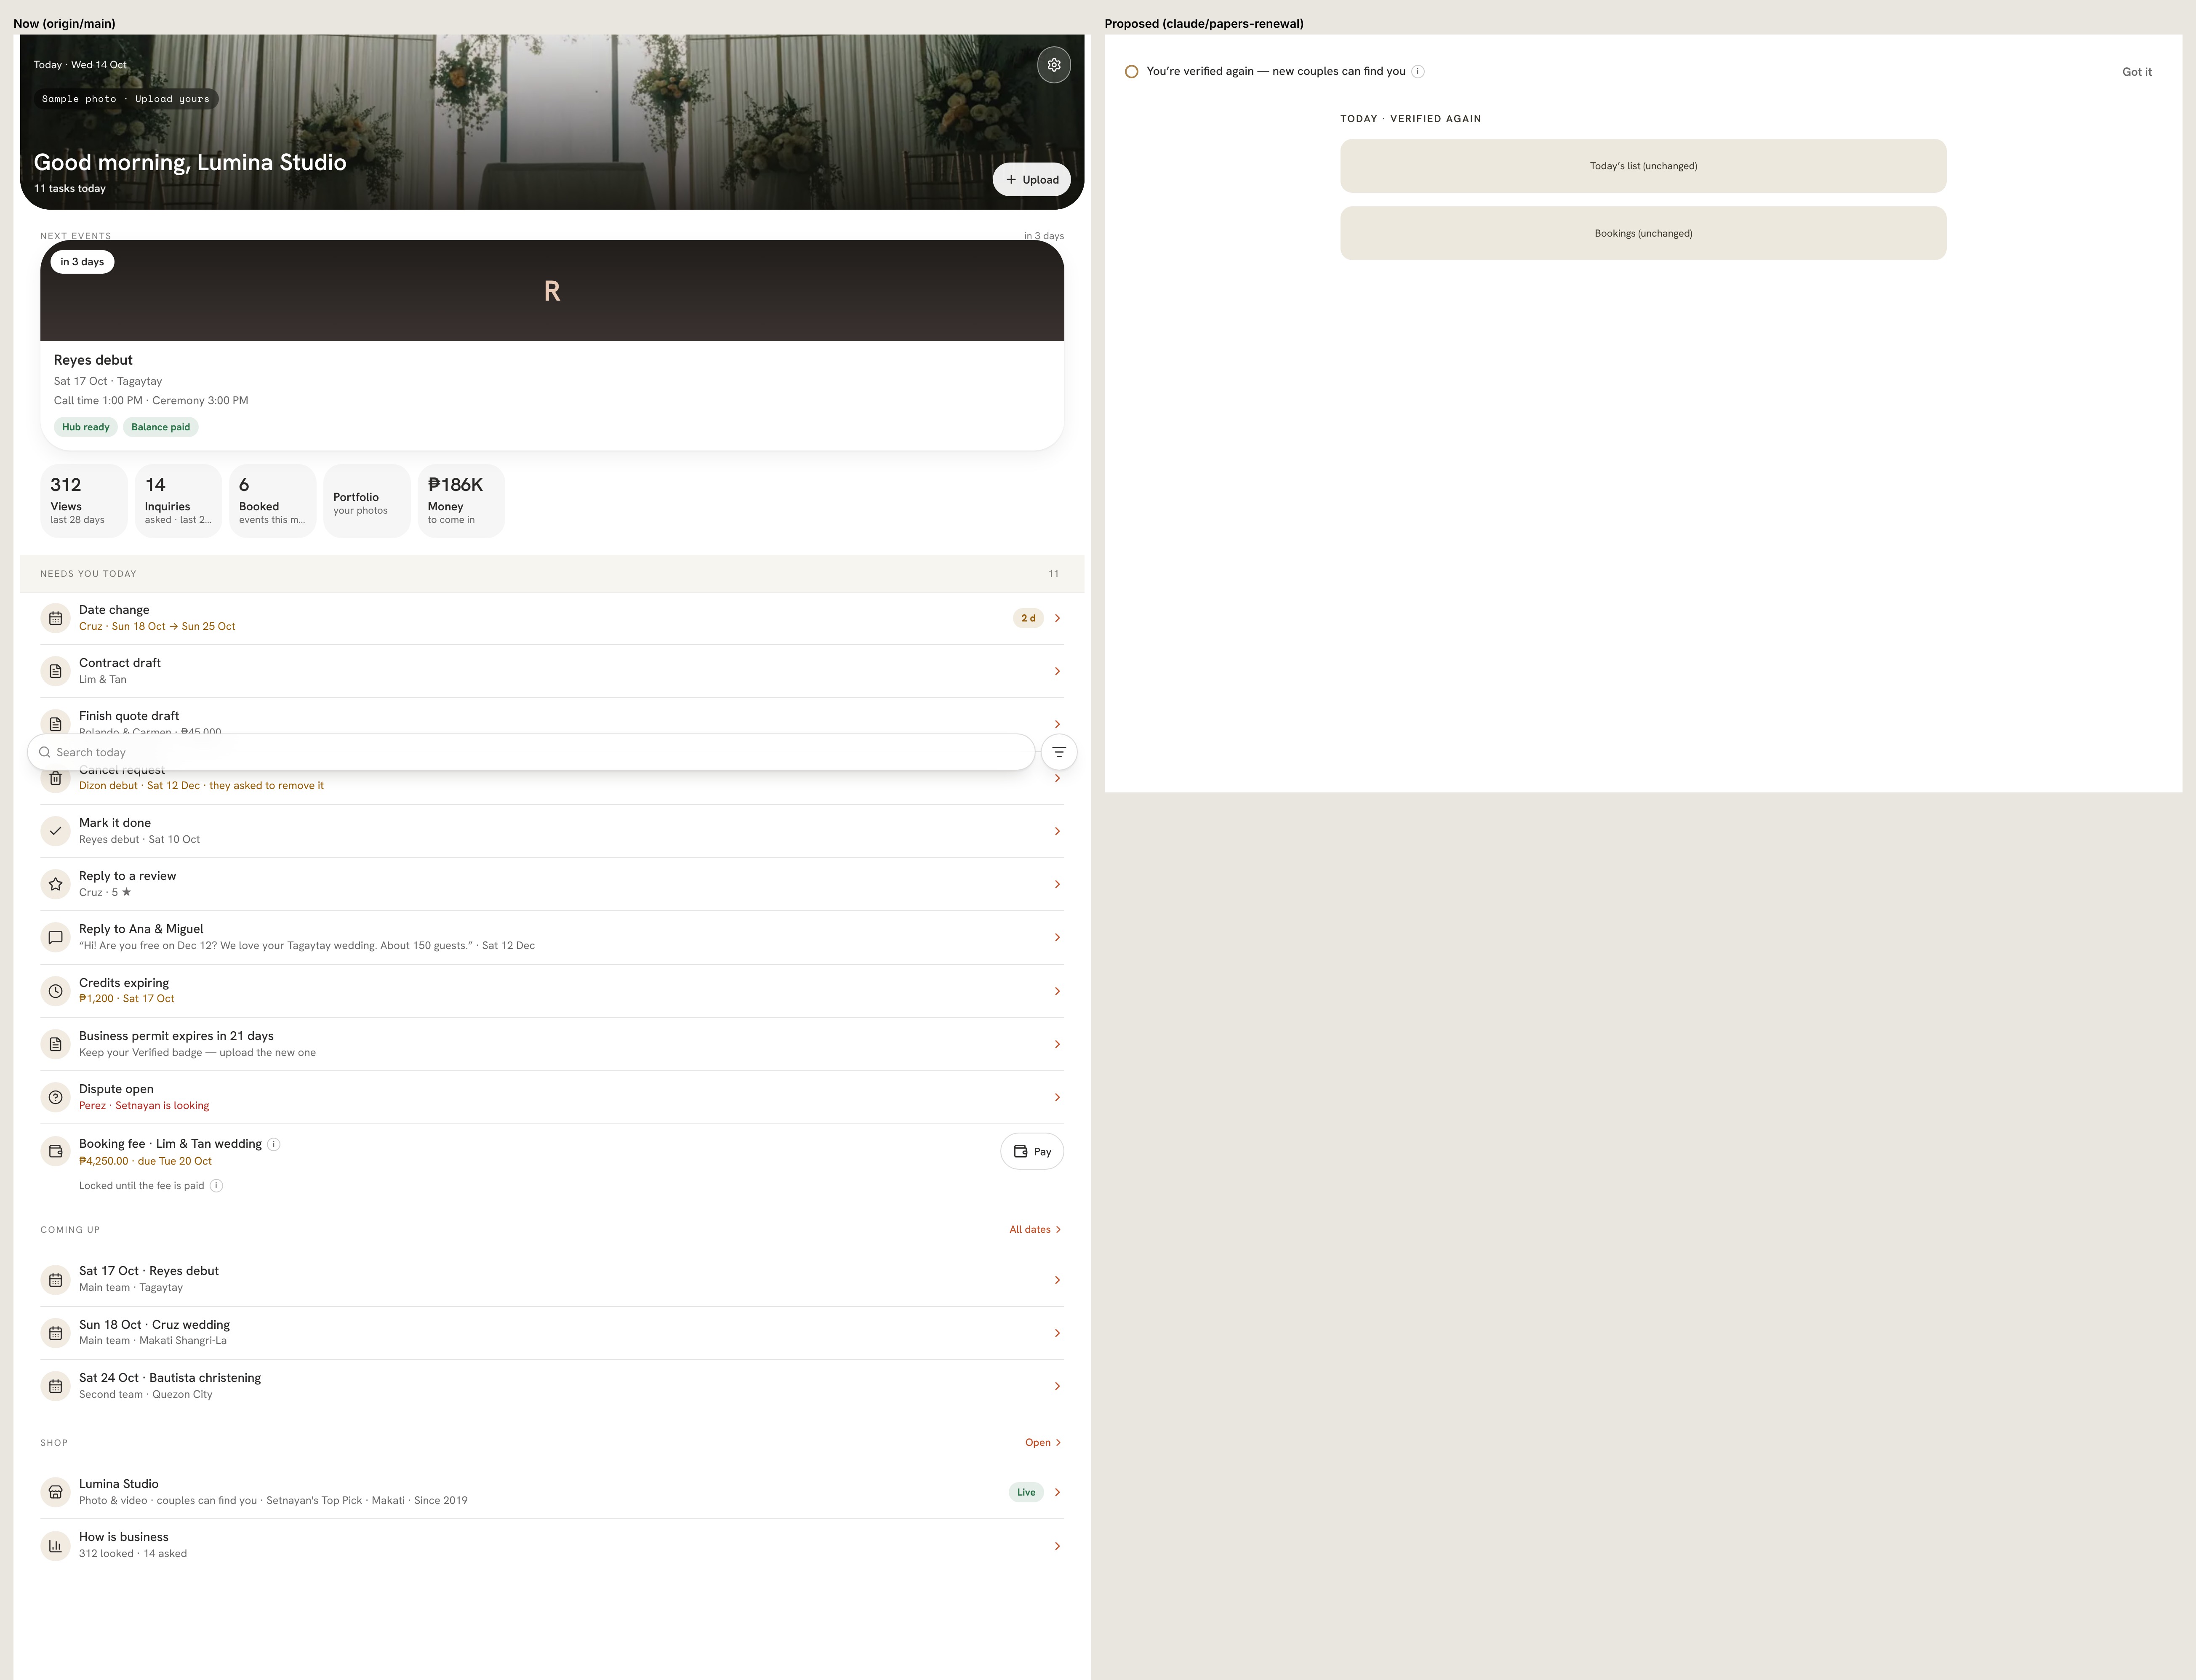 Now (origin/main)
Today · Wed 14 Oct
Sample photo · Upload yours
Good morning, Lumina Studio
11 tasks today
+ Upload
NEXT EVENTS
in 3 days
in 3 days
R
Reyes debut
Sat 17 Oct · Tagaytay
Call time 1:00 PM · Ceremony 3:00 PM
Hub ready
Balance paid
312
Views
last 28 days
14
Inquiries
asked · last 2...
6
Booked
events this m...
Portfolio
your photos
₱186K
Money
to come in
NEEDS YOU TODAY
11
Date change
Cruz · Sun 18 Oct → Sun 25 Oct
2 d
Contract draft
Lim & Tan
Finish quote draft
Rolando & Carmen · ₱45,000
Search today
Cancel request
Dizon debut · Sat 12 Dec · they asked to remove it
Mark it done
Reyes debut · Sat 10 Oct
Reply to a review
Cruz · 5 ★
Reply to Ana & Miguel
“Hi! Are you free on Dec 12? We love your Tagaytay wedding. About 150 guests.” · Sat 12 Dec
Credits expiring
₱1,200 · Sat 17 Oct
Business permit expires in 21 days
Keep your Verified badge — upload the new one
Dispute open
Perez · Setnayan is looking
Booking fee · Lim & Tan wedding i
₱4,250.00 · due Tue 20 Oct
Pay
Locked until the fee is paid i
COMING UP
All dates
Sat 17 Oct · Reyes debut
Main team · Tagaytay
Sun 18 Oct · Cruz wedding
Main team · Makati Shangri-La
Sat 24 Oct · Bautista christening
Second team · Quezon City
SHOP
Open
Lumina Studio
Photo & video · couples can find you · Setnayan's Top Pick · Makati · Since 2019
Live
How is business
312 looked · 14 asked
Proposed (claude/papers-renewal)
You’re verified again — new couples can find you i
Got it
TODAY · VERIFIED AGAIN
Today’s list (unchanged)
Bookings (unchanged)